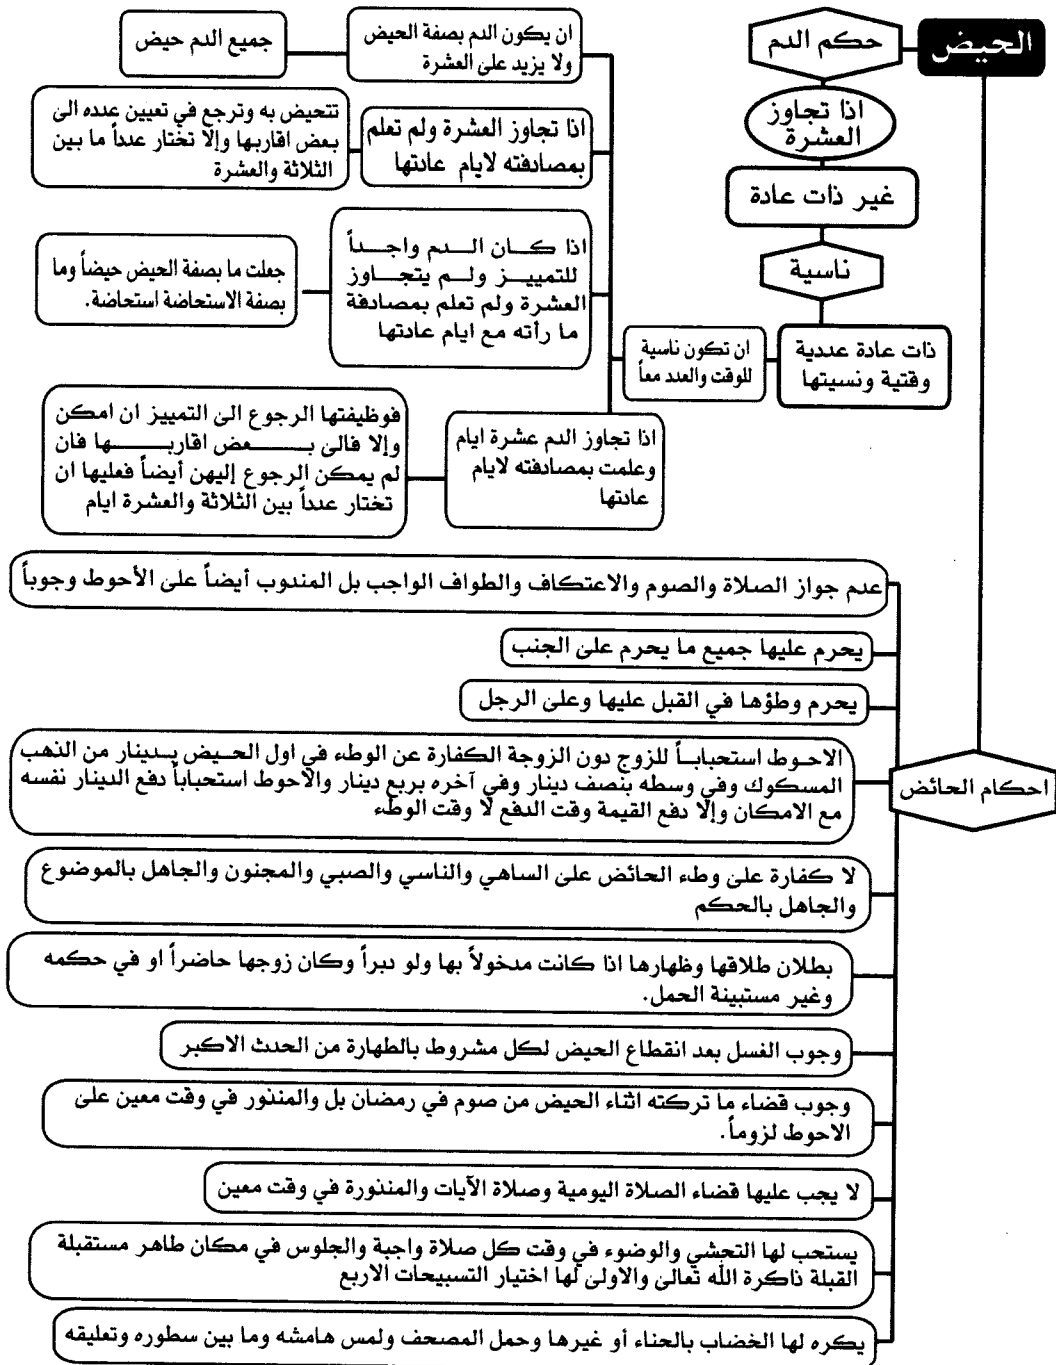 الحيض
حكم الدم
اذا تجاوز
العشرة
غير ذات عادة
ناسية
ذات عادة عددية
وقتية ونسيتها
ان تكون ناسية
للوقت والعدد معاً
ان يكون الدم بصفة الحيض
ولا يزيد على العشرة
جميع الدم حيض
اذا تجاوز العشرة ولم تعلم
بمصادفته لايام عادتها
تتحيض به وترجع في تعيين عدده الى
بعض اقاربها وإلا تختار عدداً ما بين
الثلاثة والعشرة
اذا كان الدم واجداً
للتمييز ولم يتجاوز
العشرة ولم تعلم بمصادفة
ما رأته مع ايام عادتها
جعلت ما بصفة الحيض حيضاً وما
بصفة الاستحاضة استحاضة.
اذا تجاوز الدم عشرة ايام
وعلمت بمصادفته لايام
عادتها
فوظيفتها الرجوع الى التمييز ان امكن
وإلا فالى بعض اقاربها فان
لم يمكن الرجوع إليهن أيضاً فعليها ان
تختار عدداً بين الثلاثة والعشرة ايام
احكام الحائض
عدم جواز الصلاة والصوم والاعتكاف والطواف الواجب بل المندوب أيضاً على الأحوط وجوباً
يحرم عليها جميع ما يحرم على الجنب
يحرم وطؤها في القبل عليها وعلى الرجل
الاحوط استحباباً للزوج دون الزوجة الكفارة عن الوطء في اول الحيض بدينار من الذهب
المسكوك وفي وسطه بنصف دينار وفي آخره بربع دينار والاحوط استحباباً دفع الدينار نفسه
مع الامكان وإلا دفع القيمة وقت الدفع لا وقت الوطء
لا كفارة على وطء الحائض على الساهي والناسي والصبي والمجنون والجاهل بالموضوع
والجاهل بالحكم
بطلان طلاقها وظهارها اذا كانت مدخولاً بها ولو دبراً وكان زوجها حاضراً او في حكمه
وغير مستبينة الحمل.
وجوب الغسل بعد انقطاع الحيض لكل مشروط بالطهارة من الحدث الاكبر
وجوب قضاء ما تركته اثناء الحيض من صوم في رمضان بل والمنذور في وقت معين على
الاحوط لزوماً.
لا يجب عليها قضاء الصلاة اليومية وصلاة الآيات والمنذورة في وقت معين
يستحب لها التحشي والوضوء في وقت كل صلاة واجبة والجلوس في مكان طاهر مستقبلة
القبلة ذاكرة الله تعالى والاولى لها اختيار التسبيحات الاربع
يكره لها الخضاب بالحناء أو غيرها وحمل المصحف ولمس هامشه وما بين سطوره وتعليقه